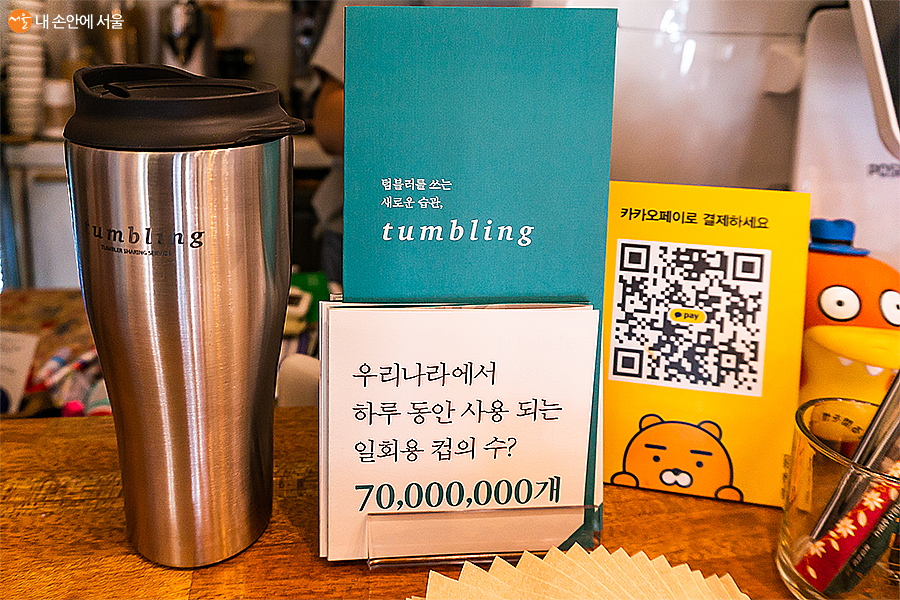 내 손안에 서울
텀블러를 쓰는
새로운 습관,
tumbling
tumbling
TUMBLER SHARING SERVICE
우리나라에서
하루 동안 사용 되는
일회용 컵의 수?
70,000,000개
카카오페이로 결제하세요
pay